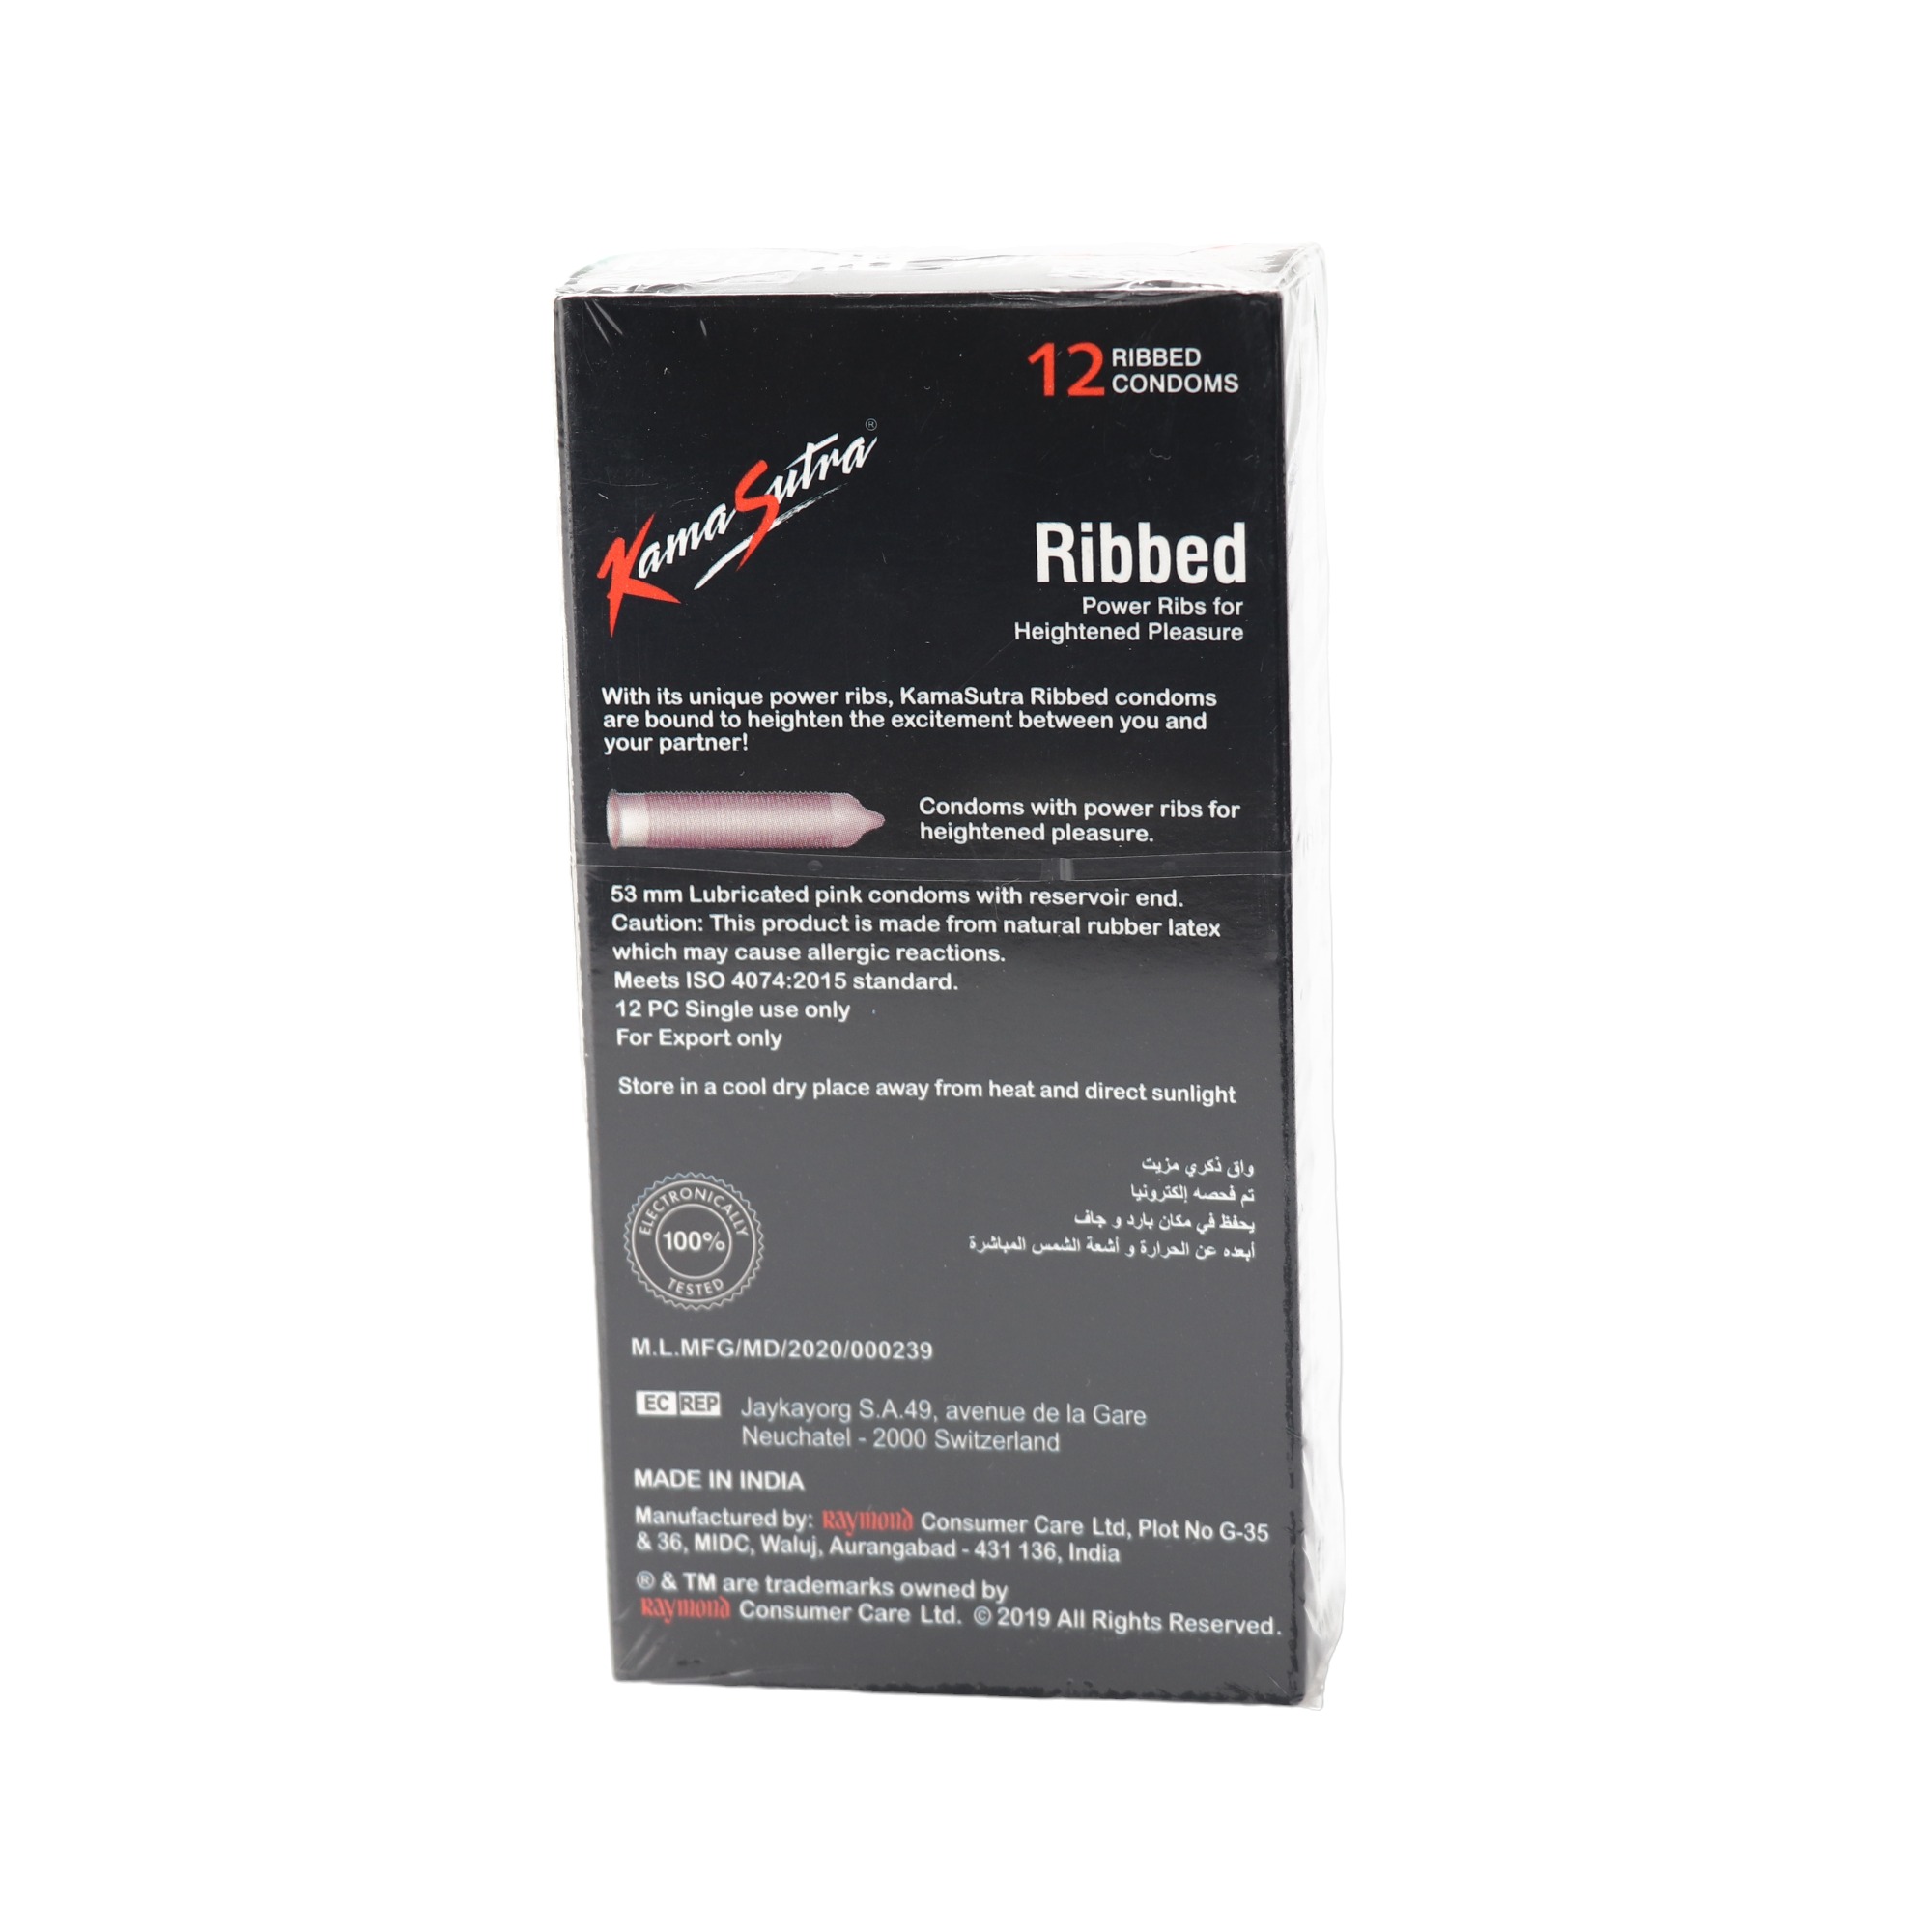 12 RIBBED
CONDOMS
KamaSutra®
Ribbed
Power Ribs for
Heightened Pleasure
With its unique power ribs, KamaSutra Ribbed condoms
are bound to heighten the excitement between you and
your partner!
Condoms with power ribs for
heightened pleasure.
53 mm Lubricated pink condoms with reservoir end.
Caution: This product is made from natural rubber latex
which may cause allergic reactions.
Meets ISO 4074:2015 standard.
12 PC Single use only
For Export only
Store in a cool dry place away from heat and direct sunlight
واق ذكري مزيت
تم فحصه إلكترونيا
يحفظ في مكان بارد و جاف
أبعده عن الحرارة و أشعة الشمس المباشرة
ELECTRONICALLY
100%
TESTED
M.L.MFG/MD/2020/000239
EC REP Jaykayorg S.A.49, avenue de la Gare
Neuchatel - 2000 Switzerland
MADE IN INDIA
Manufactured by: Raymond Consumer Care Ltd, Plot No G-35
& 36, MIDC, Waluj, Aurangabad - 431 136, India
® & TM are trademarks owned by
Raymond Consumer Care Ltd. © 2019 All Rights Reserved.